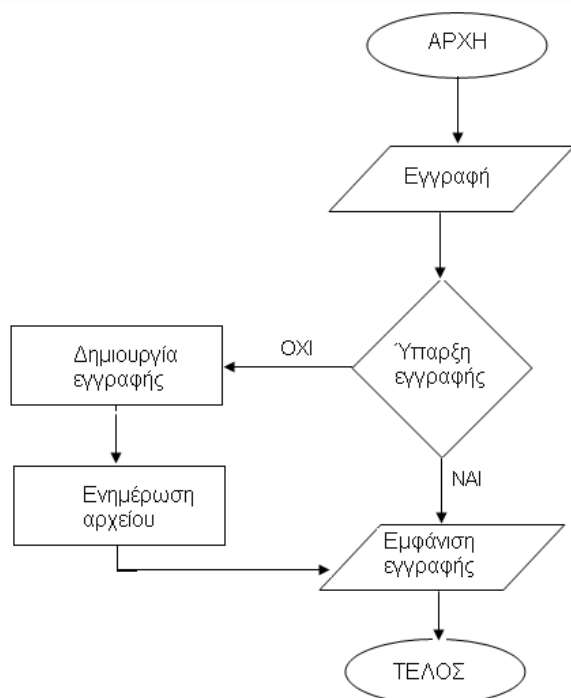 ΑΡΧΗ
Εγγραφή
Ύπαρξη
εγγραφής
ΟΧΙ
Δημιουργία
εγγραφής
Ενημέρωση
αρχείου
ΝΑΙ
Εμφάνιση
εγγραφής
ΤΕΛΟΣ